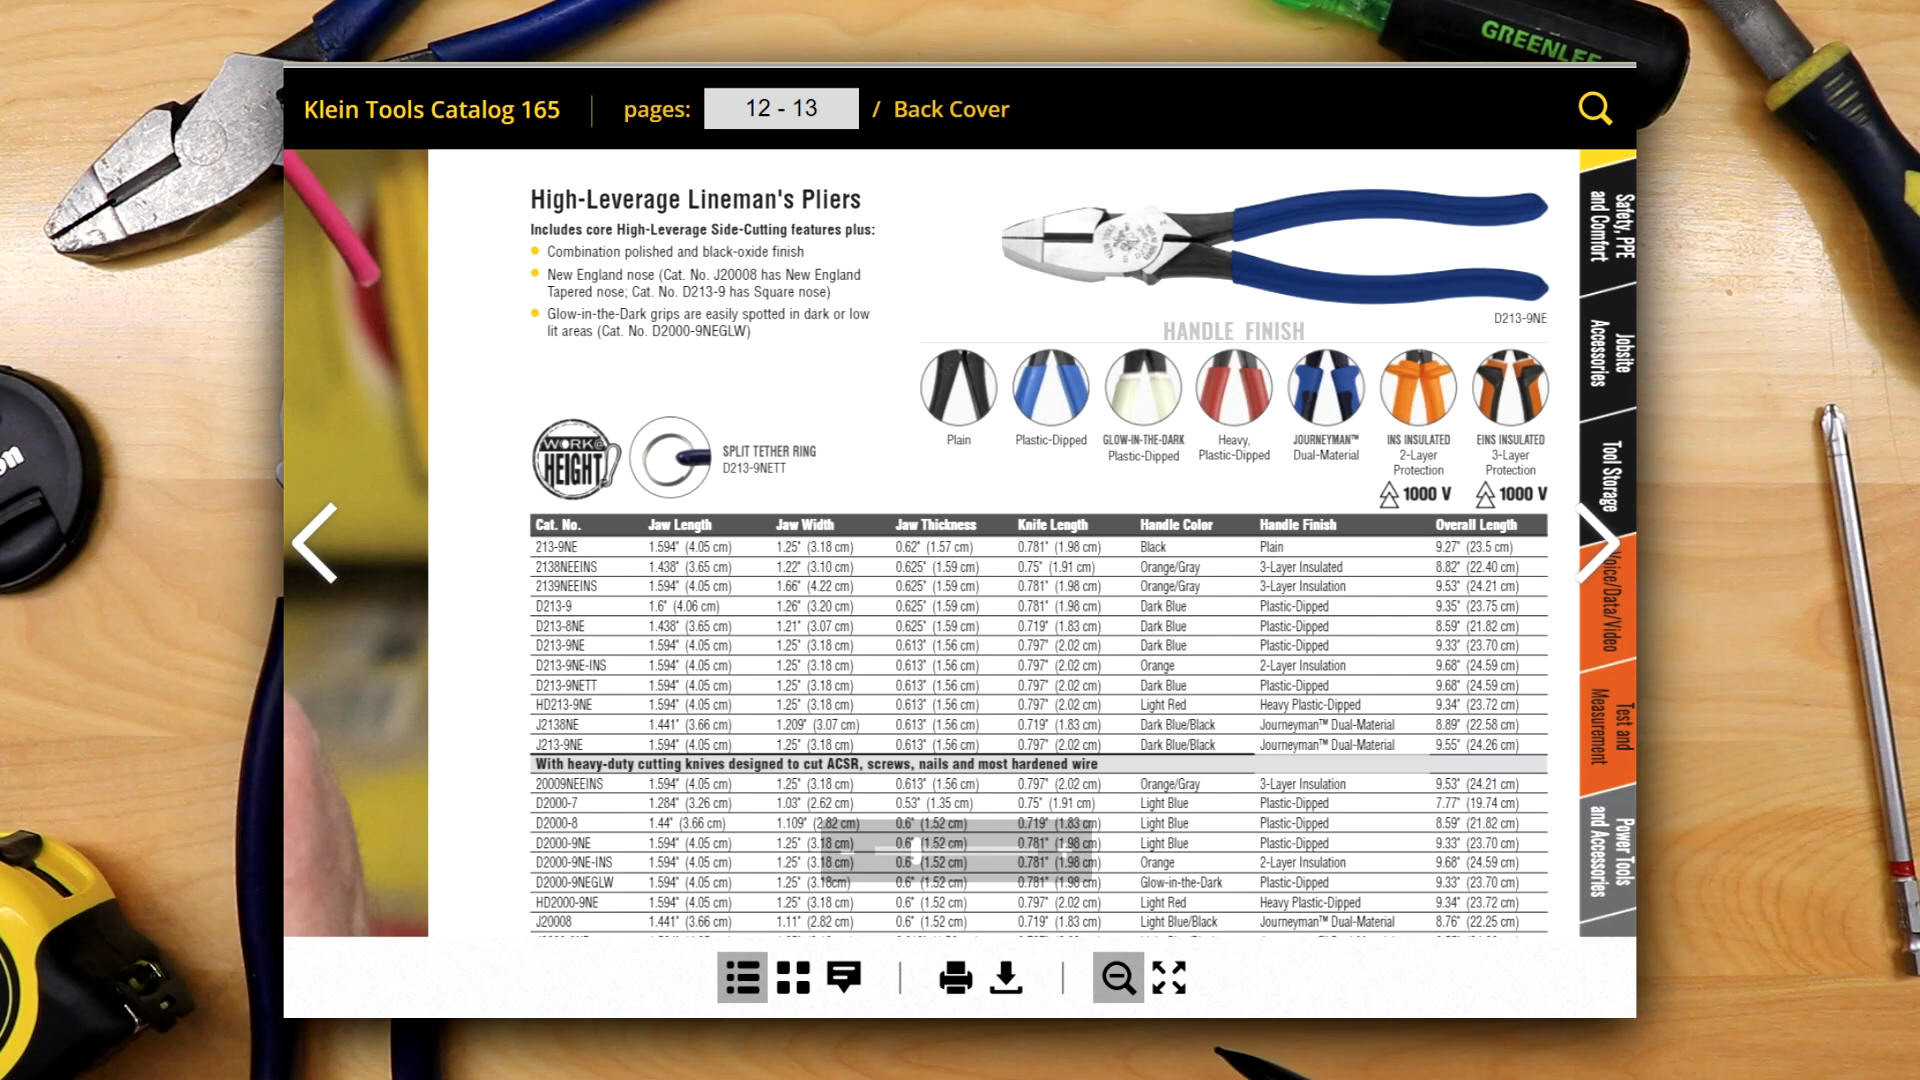 GREENLEE
Klein Tools Catalog 165
pages: 12 - 13 / Back Cover
High-Leverage Lineman's Pliers
Includes core High-Leverage Side-Cutting features plus:
Combination polished and black-oxide finish
New England nose (Cat. No. J20008 has New England
Tapered nose; Cat. No. D213-9 has Square nose)
Glow-in-the-Dark grips are easily spotted in dark or low
lit areas (Cat. No. D2000-9NEGLW)
D213-9NE
HANDLE FINISH
Plain
Plastic-Dipped
GLOW-IN-THE-DARK
Plastic-Dipped
Heavy,
Plastic-Dipped
JOURNEYMAN™
Dual-Material
INS INSULATED
2-Layer
Protection
1000 V
EINS INSULATED
3-Layer
Protection
1000 V
WORK@
HEIGHT
SPLIT TETHER RING
D213-9NETT
Cat. No. Jaw Length Jaw Width Jaw Thickness Knife Length Handle Color Handle Finish Overall Length
213-9NE 1.594" (4.05 cm) 1.25" (3.18 cm) 0.62" (1.57 cm) 0.781" (1.98 cm) Black Plain 9.27" (23.5 cm)
2138NEEINS 1.438" (3.65 cm) 1.22" (3.10 cm) 0.625" (1.59 cm) 0.75" (1.91 cm) Orange/Gray 3-Layer Insulated 8.82" (22.40 cm)
2139NEEINS 1.594" (4.05 cm) 1.66" (4.22 cm) 0.625" (1.59 cm) 0.781" (1.98 cm) Orange/Gray 3-Layer Insulation 9.53" (24.21 cm)
D213-9 1.6" (4.06 cm) 1.26" (3.20 cm) 0.625" (1.59 cm) 0.781" (1.98 cm) Dark Blue Plastic-Dipped 9.35" (23.75 cm)
D213-8NE 1.438" (3.65 cm) 1.21" (3.07 cm) 0.625" (1.59 cm) 0.719" (1.83 cm) Dark Blue Plastic-Dipped 8.59" (21.82 cm)
D213-9NE 1.594" (4.05 cm) 1.25" (3.18 cm) 0.613" (1.56 cm) 0.797" (2.02 cm) Dark Blue Plastic-Dipped 9.33" (23.70 cm)
D213-9NE-INS 1.594" (4.05 cm) 1.25" (3.18 cm) 0.613" (1.56 cm) 0.797" (2.02 cm) Orange 2-Layer Insulation 9.68" (24.59 cm)
D213-9NETT 1.594" (4.05 cm) 1.25" (3.18 cm) 0.613" (1.56 cm) 0.797" (2.02 cm) Dark Blue Plastic-Dipped 9.68" (24.59 cm)
HD213-9NE 1.594" (4.05 cm) 1.25" (3.18 cm) 0.613" (1.56 cm) 0.797" (2.02 cm) Light Red Heavy Plastic-Dipped 9.34" (23.72 cm)
J2138NE 1.441" (3.66 cm) 1.209" (3.07 cm) 0.613" (1.56 cm) 0.719" (1.83 cm) Dark Blue/Black Journeyman™ Dual-Material 8.89" (22.58 cm)
J213-9NE 1.594" (4.05 cm) 1.25" (3.18 cm) 0.613" (1.56 cm) 0.797" (2.02 cm) Dark Blue/Black Journeyman™ Dual-Material 9.55" (24.26 cm)
With heavy-duty cutting knives designed to cut ACSR, screws, nails and most hardened wire
20009NEEINS 1.594" (4.05 cm) 1.25" (3.18 cm) 0.613" (1.56 cm) 0.797" (2.02 cm) Orange/Gray 3-Layer Insulation 9.53" (24.21 cm)
D2000-7 1.284" (3.26 cm) 1.03" (2.62 cm) 0.53" (1.35 cm) 0.75" (1.91 cm) Light Blue Plastic-Dipped 7.77" (19.74 cm)
D2000-8 1.44" (3.66 cm) 1.109" (2.82 cm) 0.6" (1.52 cm) 0.719" (1.83 cm) Light Blue Plastic-Dipped 8.59" (21.82 cm)
D2000-9NE 1.594" (4.05 cm) 1.25" (3.18 cm) 0.6" (1.52 cm) 0.781" (1.98 cm) Light Blue Plastic-Dipped 9.33" (23.70 cm)
D2000-9NE-INS 1.594" (4.05 cm) 1.25" (3.18 cm) 0.6" (1.52 cm) 0.781" (1.98 cm) Orange 2-Layer Insulation 9.68" (24.59 cm)
D2000-9NEGLW 1.594" (4.05 cm) 1.25" (3.18cm) 0.6" (1.52 cm) 0.781" (1.98 cm) Glow-in-the-Dark Plastic-Dipped 9.33" (23.70 cm)
HD2000-9NE 1.594" (4.05 cm) 1.25" (3.18 cm) 0.6" (1.52 cm) 0.797" (2.02 cm) Light Red Heavy Plastic-Dipped 9.34" (23.72 cm)
J20008 1.441" (3.66 cm) 1.11" (2.82 cm) 0.6" (1.52 cm) 0.719" (1.83 cm) Light Blue/Black Journeyman™ Dual-Material 8.76" (22.25 cm)
Safety, PPE
and Comfort
Jobsite
Accessories
Tool Storage
Voice/Data/Video
Test and
Measurement
Power Tools
and Accessories